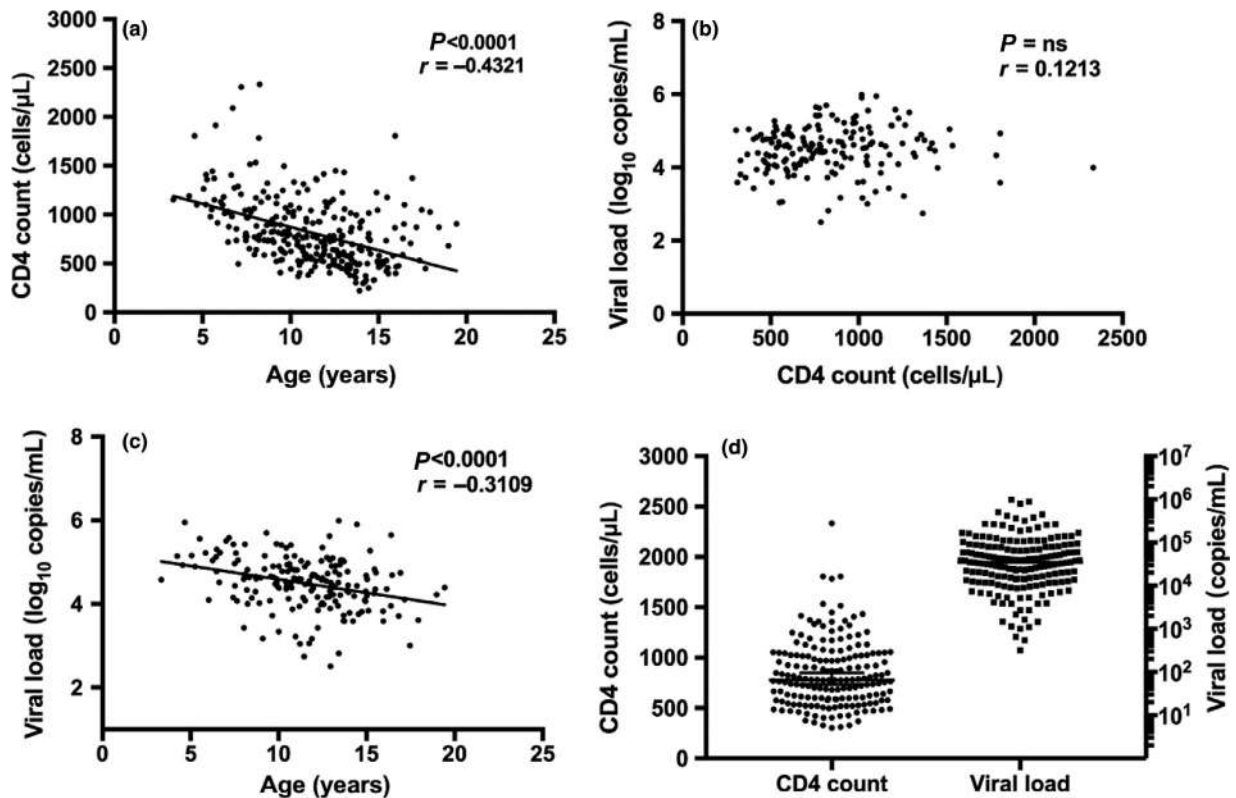 (a)
P<0.0001
r = –0.4321
CD4 count (cells/µL)
3000
2500
2000
1500
1000
500
0
0 5 10 15 20 25
Age (years)
(b)
P = ns
r = 0.1213
Viral load (log10 copies/mL)
8
6
4
2
0
0 500 1000 1500 2000 2500
CD4 count (cells/µL)
(c)
P<0.0001
r = –0.3109
Viral load (log10 copies/mL)
8
6
4
2
0 5 10 15 20 25
Age (years)
(d)
CD4 count (cells/µL)
3000
2500
2000
1500
1000
500
0
CD4 count Viral load
10^7
10^6
10^5
10^4
10^3
10^2
10^1
Viral load (copies/mL)